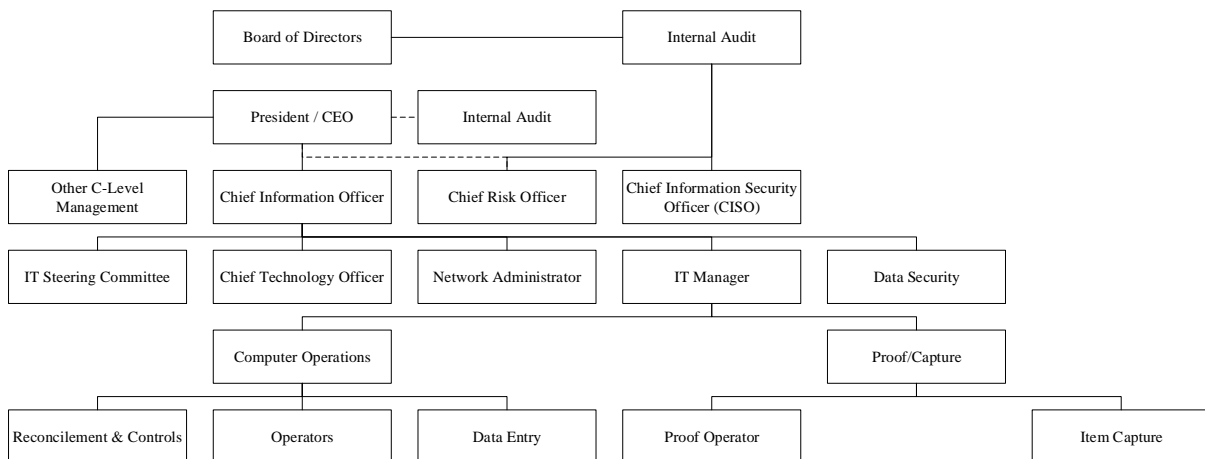 Board of Directors
Internal Audit
President / CEO
Internal Audit
Other C-Level
Management
Chief Information Officer
Chief Risk Officer
Chief Information Security
Officer (CISO)
IT Steering Committee
Chief Technology Officer
Network Administrator
IT Manager
Data Security
Computer Operations
Proof/Capture
Reconcilement & Controls
Operators
Data Entry
Proof Operator
Item Capture